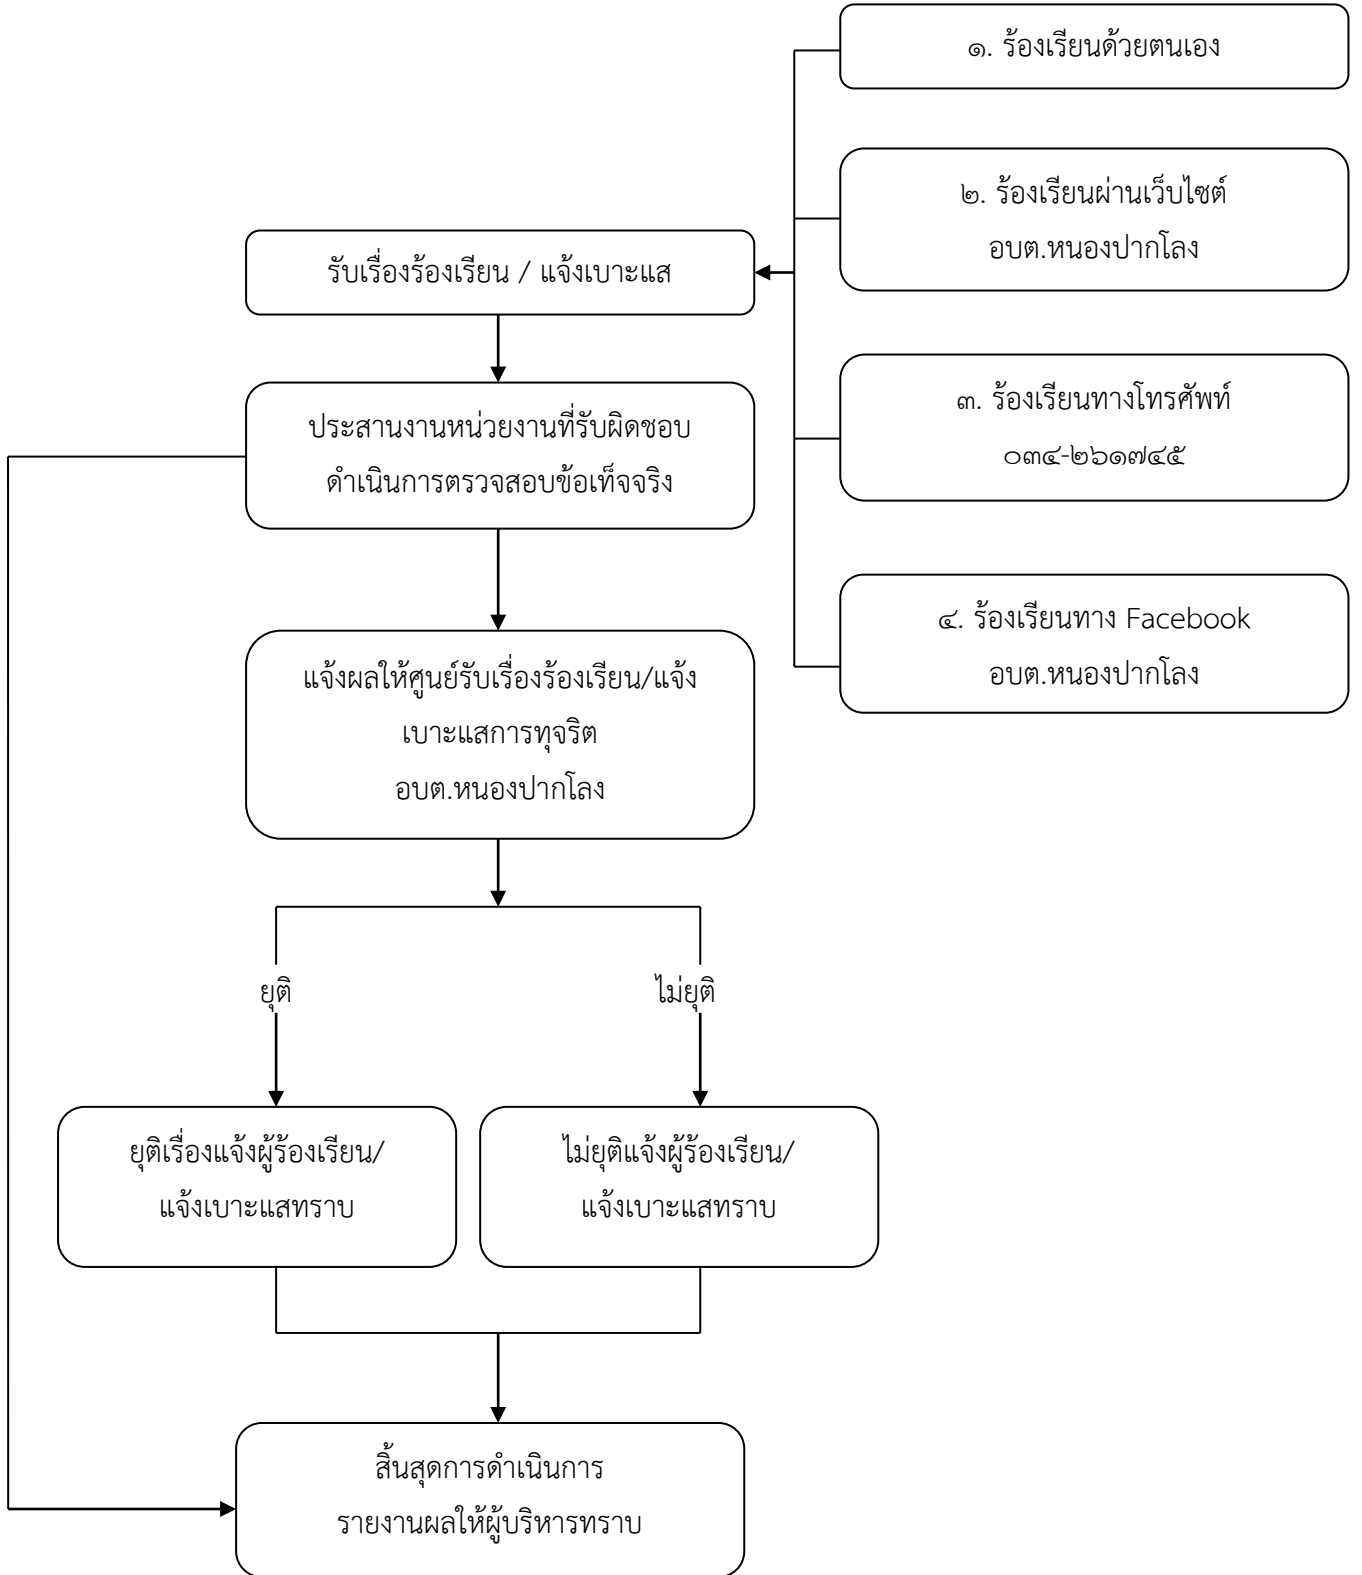 ๑. ร้องเรียนด้วยตนเอง
๒. ร้องเรียนผ่านเว็บไซต์
อบต.หนองปากโลง
๓. ร้องเรียนทางโทรศัพท์
๐๓๔-๒๖๑๗๔๕
๔. ร้องเรียนทาง Facebook
อบต.หนองปากโลง
รับเรื่องร้องเรียน / แจ้งเบาะแส
ประสานงานหน่วยงานที่รับผิดชอบ
ดำเนินการตรวจสอบข้อเท็จจริง
แจ้งผลให้ศูนย์รับเรื่องร้องเรียน/แจ้ง
เบาะแสการทุจริต
อบต.หนองปากโลง
ยุติ
ไม่ยุติ
ยุติเรื่องแจ้งผู้ร้องเรียน/
แจ้งเบาะแสทราบ
ไม่ยุติแจ้งผู้ร้องเรียน/
แจ้งเบาะแสทราบ
สิ้นสุดการดำเนินการ
รายงานผลให้ผู้บริหารทราบ